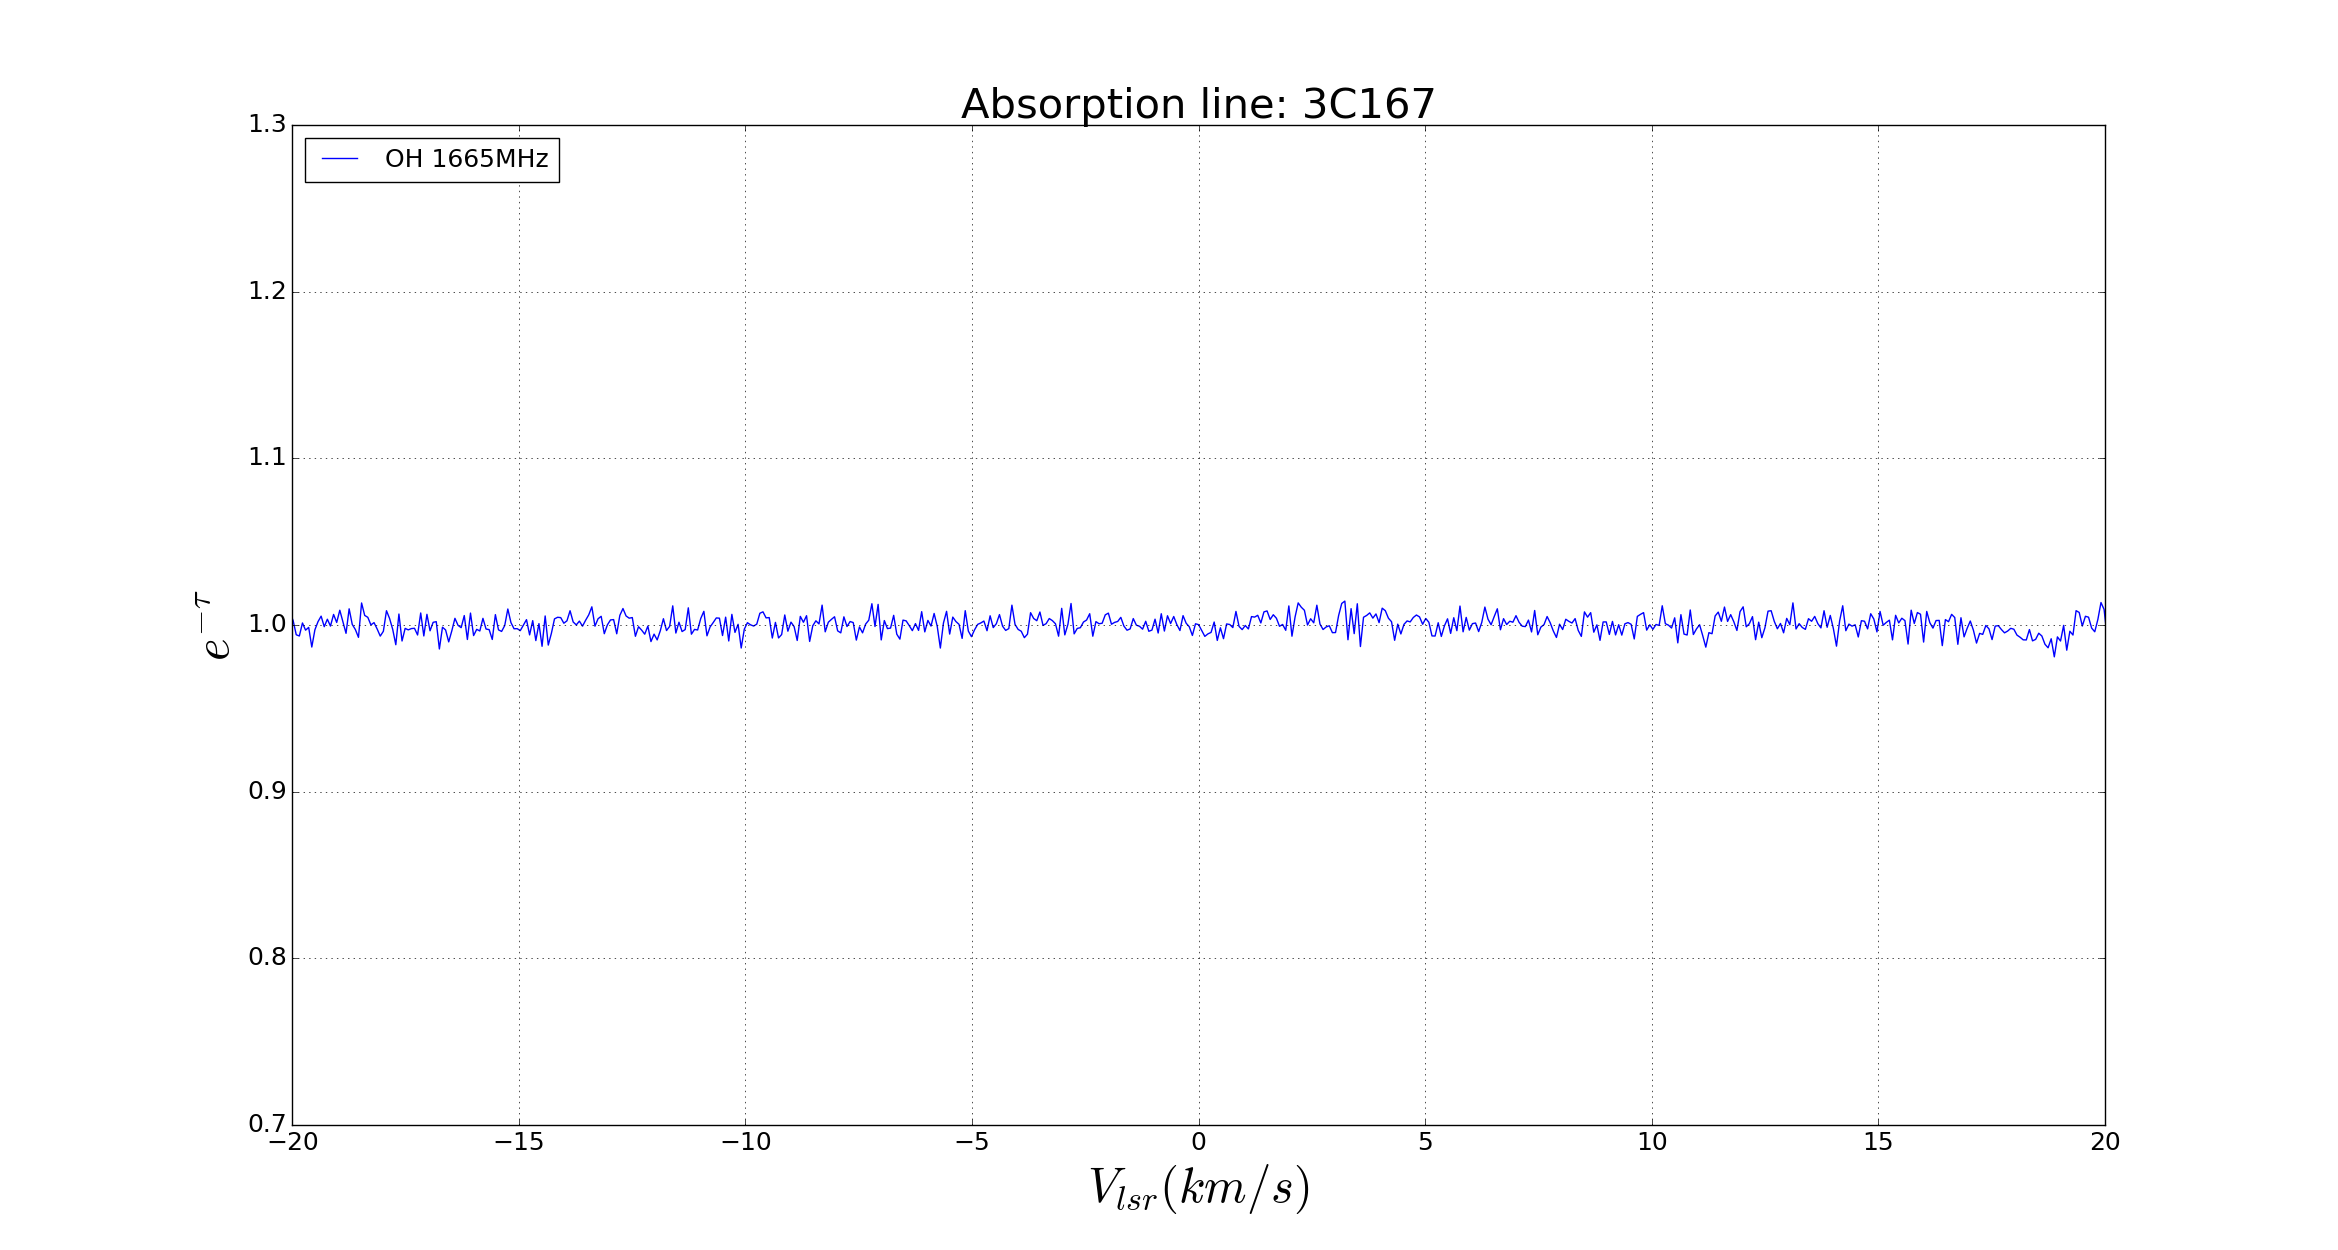 Absorption line: 3C167
OH 1665MHz
1.3
1.2
1.1
1.0
0.9
0.8
0.7
e^{−τ}
−20 −15 −10 −5 0 5 10 15 20
V_{lsr}(km/s)